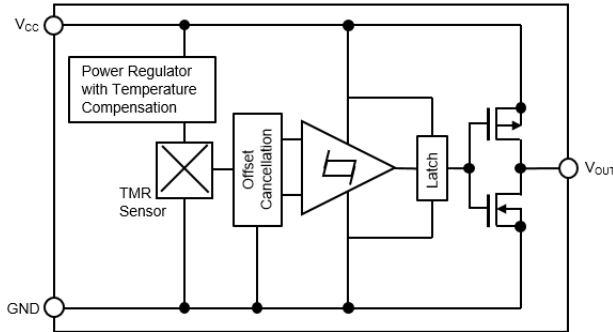 VCC
Power Regulator
with Temperature
Compensation
TMR
Sensor
Offset
Cancellation
Latch
VOUT
GND